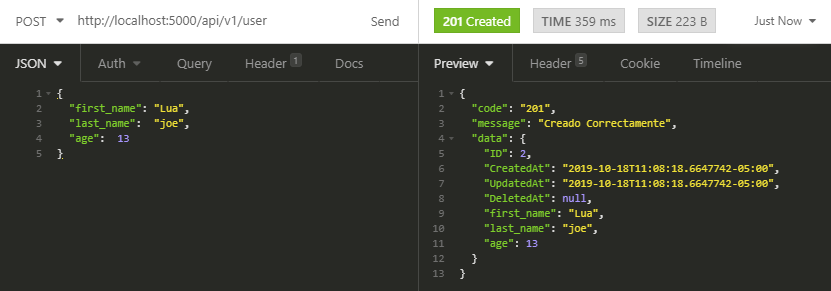 POST http://localhost:5000/api/v1/user Send 201 Created TIME 359 ms SIZE 223 B Just Now
JSON Auth Query Header 1 Docs Preview Header 5 Cookie Timeline
1 {
2 "first_name": "Lua",
3 "last_name":  "joe",
4 "age":  13
5 }
1 {
2 "code": "201",
3 "message": "Creado Correctamente",
4 "data": {
5 "ID": 2,
6 "CreatedAt": "2019-10-18T11:08:18.6647742-05:00",
7 "UpdatedAt": "2019-10-18T11:08:18.6647742-05:00",
8 "DeletedAt": null,
9 "first_name": "Lua",
10 "last_name": "joe",
11 "age": 13
12 }
13 }